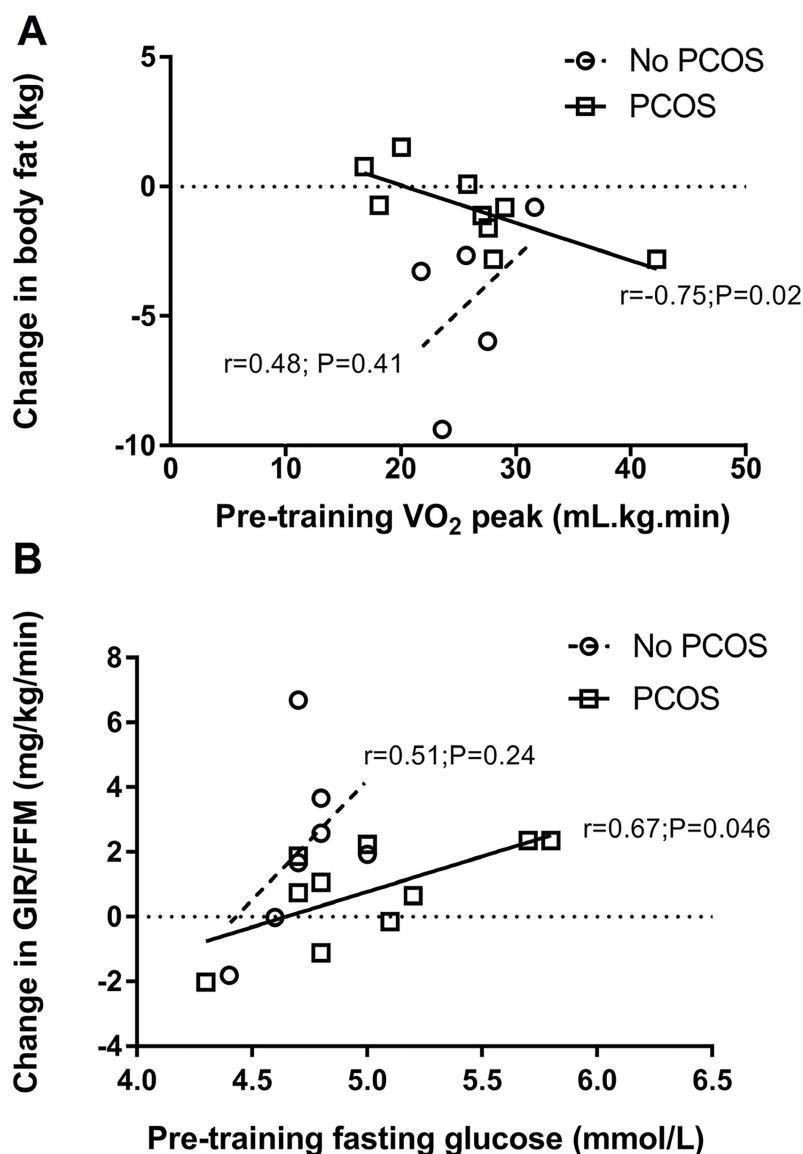 A
Change in body fat (kg)
5
0
-5
-10
No PCOS
PCOS
r=-0.75;P=0.02
r=0.48; P=0.41
0 10 20 30 40 50
Pre-training VO₂ peak (mL.kg.min)
B
Change in GIR/FFM (mg/kg/min)
8
6
4
2
0
-2
-4
No PCOS
PCOS
r=0.51;P=0.24
r=0.67;P=0.046
4.0 4.5 5.0 5.5 6.0 6.5
Pre-training fasting glucose (mmol/L)